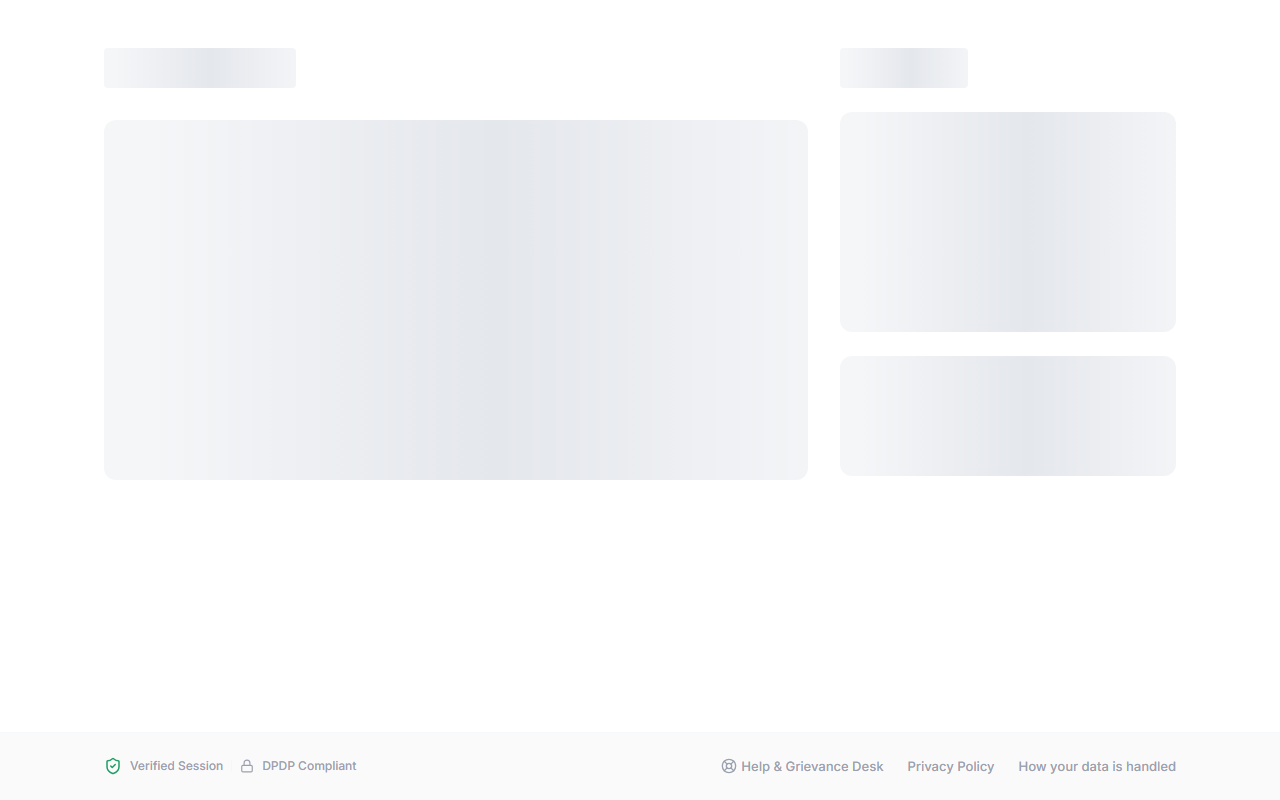 Verified Session
DPDP Compliant
Help & Grievance Desk
Privacy Policy
How your data is handled